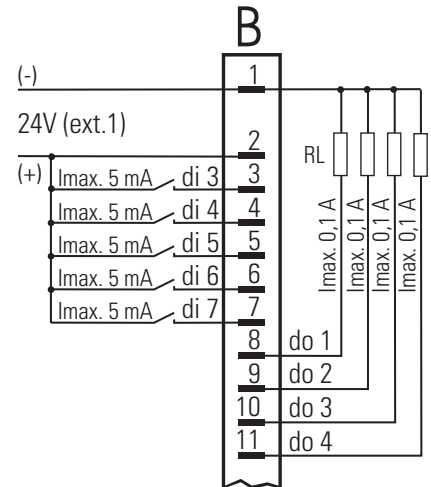 B
(-)
1
24V (ext.1)
2
(+)
Imax. 5 mA di 3
3
Imax. 5 mA di 4
4
Imax. 5 mA di 5
5
Imax. 5 mA di 6
6
Imax. 5 mA di 7
7
RL
Imax. 0,1 A
Imax. 0,1 A
Imax. 0,1 A
Imax. 0,1 A
8 do 1
9 do 2
10 do 3
11 do 4